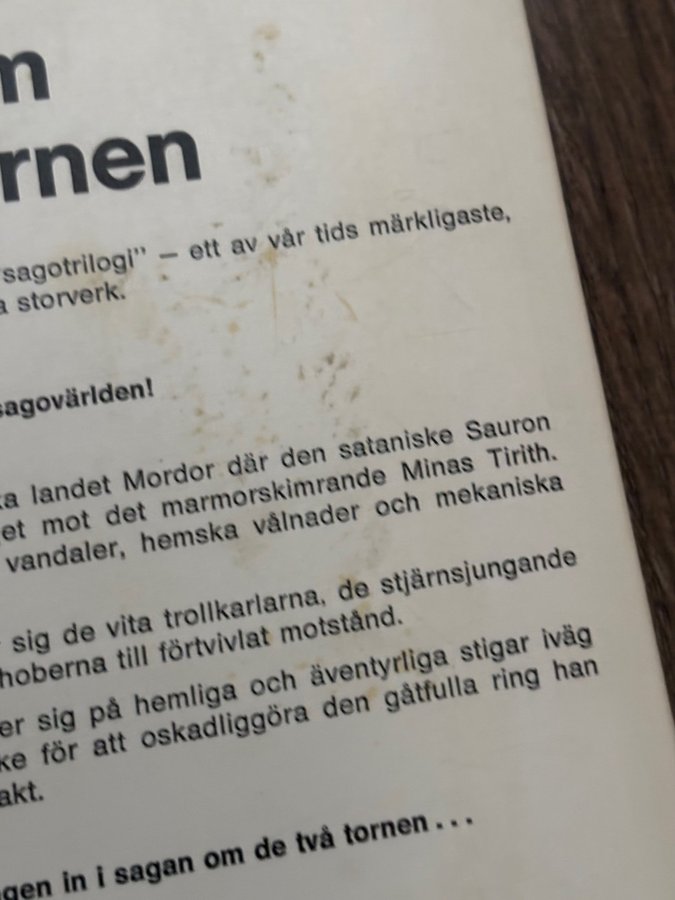 m
rnen
"sagotrilogi" — ett av vår tids märkligaste,
a storverk.
sagovärlden!
ka landet Mordor där den sataniske Sauron
et mot det marmorskimrande Minas Tirith.
vandaler, hemska vålnader och mekaniska
r sig de vita trollkarlarna, de stjärnsjungande
hoberna till förtvivlat motstånd.
er sig på hemliga och äventyrliga stigar iväg
ke för att oskadliggöra den gåtfulla ring han
akt.
gen in i sagan om de två tornen...